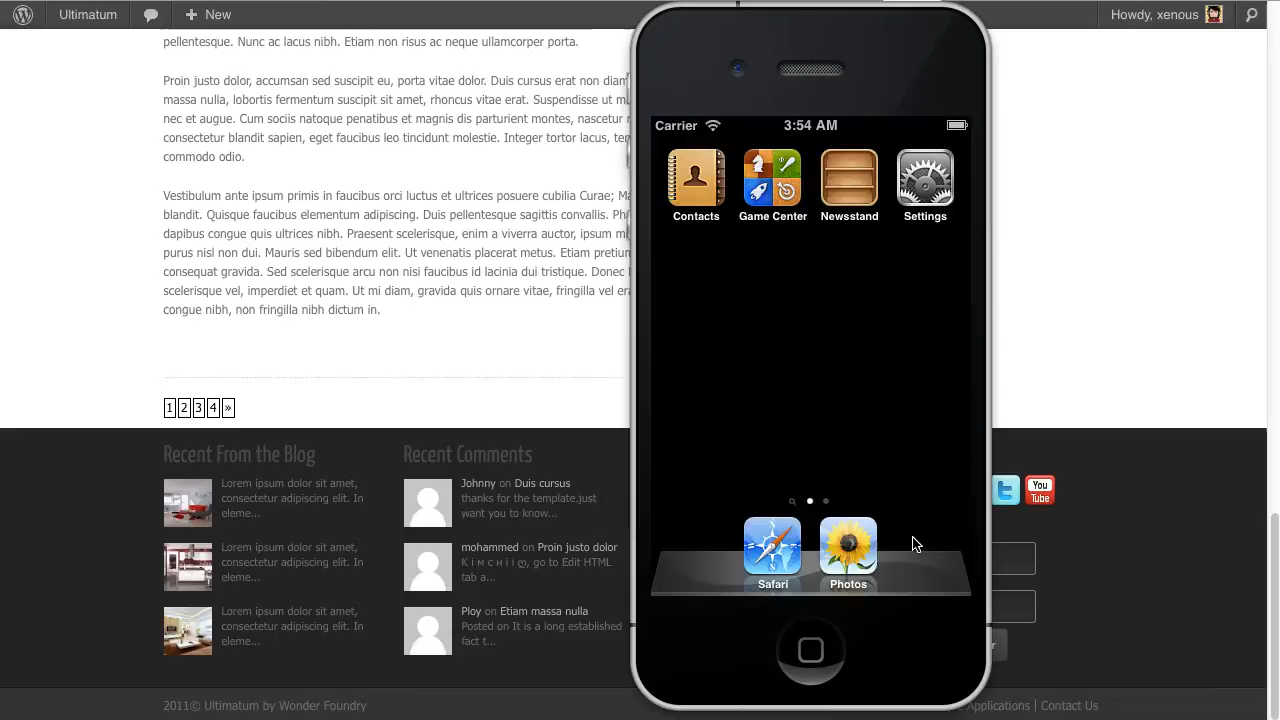 Ultimatum
New
Howdy, xenous
pellentesque. Nunc ac lacus nibh. Etiam non risus ac neque ullamcorper porta.
Proin justo dolor, accumsan sed suscipit eu, porta vitae dolor. Duis cursus erat non diam
massa nulla, lobortis fermentum suscipit sit amet, rhoncus vitae erat. Suspendisse ut
nec et augue. Cum sociis natoque penatibus et magnis dis parturient montes, nascetur
consectetur blandit sapien, eget faucibus leo tincidunt molestie. Integer tortor lacus,
commodo odio.
Vestibulum ante ipsum primis in faucibus orci luctus et ultrices posuere cubilia Curae;
blandit. Quisque faucibus elementum adipiscing. Duis pellentesque sagittis convallis.
dapibus congue quis ultrices nibh. Praesent scelerisque, enim a viverra auctor, ipsum
purus nisl non dui. Mauris sed bibendum elit. Ut venenatis placerat metus. Etiam
consequat gravida. Sed scelerisque arcu non nisi faucibus id lacinia dui tristique. Donec
scelerisque vel, imperdiet et quam. Ut mi diam, gravida quis ornare vitae, fringilla vel
congue nibh, non fringilla nibh dictum in.
1 2 3 4 »
Recent From the Blog
Lorem ipsum dolor sit amet,
consectetur adipiscing elit. In
eleme...
Lorem ipsum dolor sit amet,
consectetur adipiscing elit. In
eleme...
Lorem ipsum dolor sit amet,
consectetur adipiscing elit. In
eleme...
Recent Comments
Johnny on Duis cursus
thanks for the template.just
want you to know...
mohammed on Proin justo dolor
go to Edit HTML
tab a...
Ploy on Etiam massa nulla
Posted on It is a long established
fact t...
2011© Ultimatum by Wonder Foundry
Carrier 3:54 AM
Contacts Game Center Newsstand Settings
Safari Photos
You
Tube
Applications | Contact Us